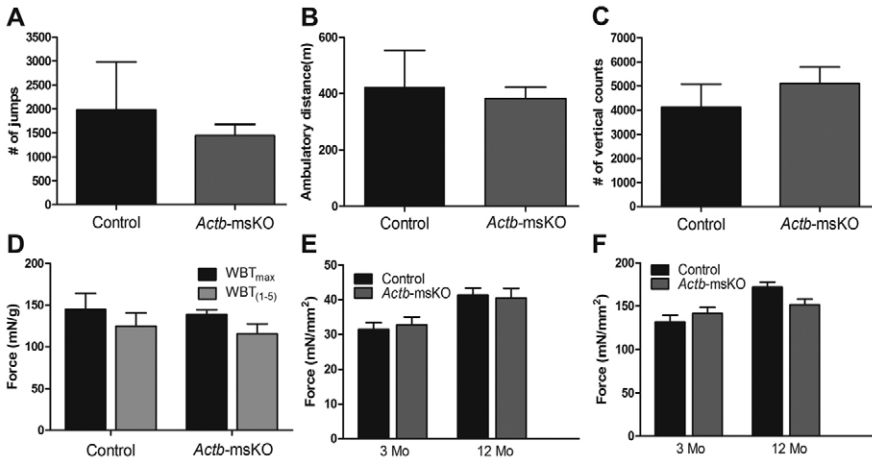 A
# of jumps
3500
3000
2500
2000
1500
1000
500
0
Control
Actb-msKO
B
Ambulatory distance(m)
600
400
200
0
Control
Actb-msKO
C
# of vertical counts
7000
6000
5000
4000
3000
2000
1000
0
Control
Actb-msKO
D
Force (mN/g)
200
150
100
50
0
WBTmax
WBT(1-5)
Control
Actb-msKO
E
Force (mN/mm²)
50
40
30
20
10
0
Control
Actb-msKO
3 Mo
12 Mo
F
Force (mN/mm²)
200
150
100
50
0
Control
Actb-msKO
3 Mo
12 Mo